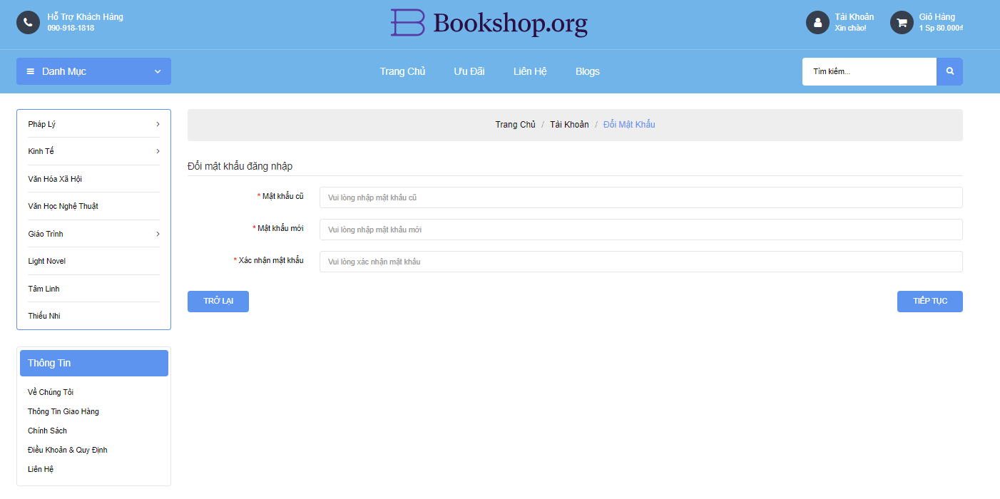 Hỗ Trợ Khách Hàng
090-918-1818
Bookshop.org
Tài Khoản
Xin chào!
Giỏ Hàng
1 Sp 80.000đ
Danh Mục
Trang Chủ
Ưu Đãi
Liên Hệ
Blogs
Tìm kiếm...
Pháp Lý
Kinh Tế
Văn Hóa Xã Hội
Văn Học Nghệ Thuật
Giáo Trình
Light Novel
Tâm Linh
Thiếu Nhi
Thông Tin
Về Chúng Tôi
Thông Tin Giao Hàng
Chính Sách
Điều Khoản & Quy Định
Liên Hệ
Trang Chủ / Tài Khoản / Đổi Mật Khẩu
Đổi mật khẩu đăng nhập
* Mật khẩu cũ
Vui lòng nhập mật khẩu cũ
* Mật khẩu mới
Vui lòng nhập mật khẩu mới
* Xác nhận mật khẩu
Vui lòng xác nhận mật khẩu
TRỞ LẠI
TIẾP TỤC